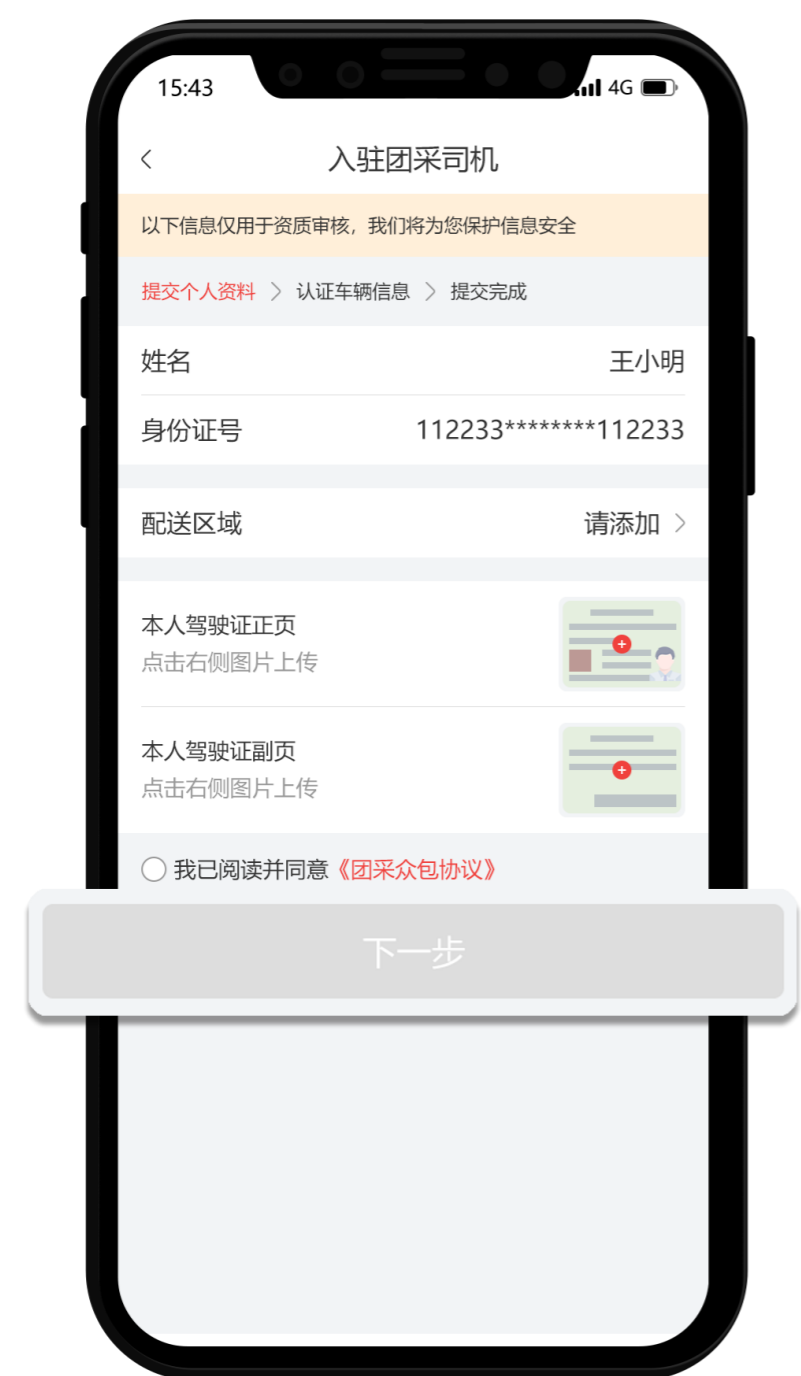 15:43
4G
入驻团采司机
以下信息仅用于资质审核，我们将为您保护信息安全
提交个人资料 > 认证车辆信息 > 提交完成
姓名 王小明
身份证号 112233********112233
配送区域 请添加 >
本人驾驶证正页
点击右侧图片上传
本人驾驶证副页
点击右侧图片上传
我已阅读并同意《团采众包协议》
下一步